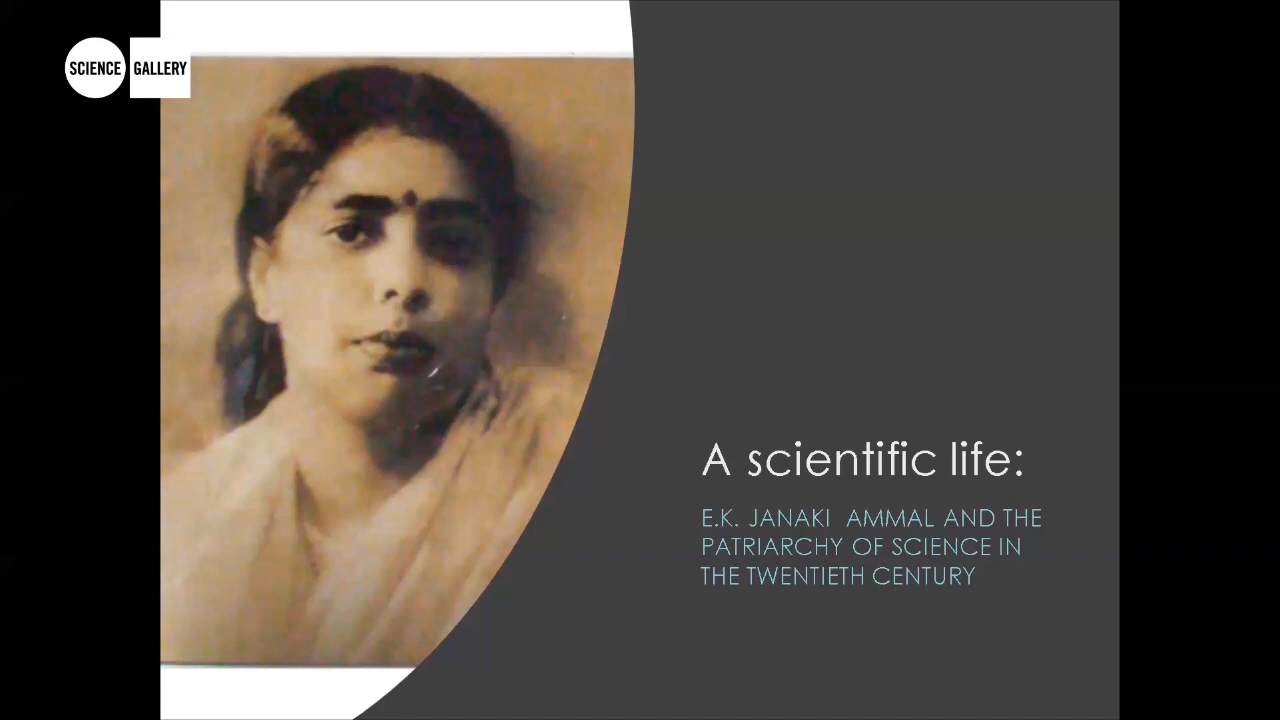 SCIENCE GALLERY
A scientific life:
E.K. JANAKI AMMAL AND THE
PATRIARCHY OF SCIENCE IN
THE TWENTIETH CENTURY